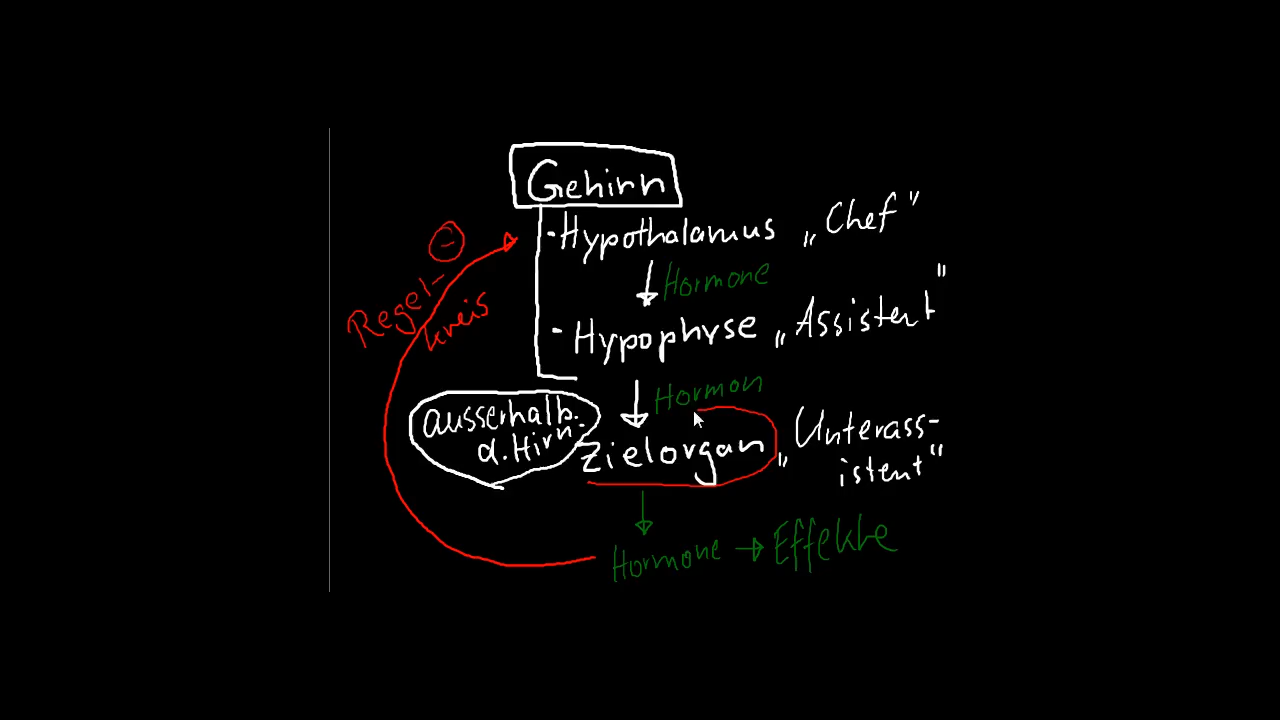 Gehirn
·Hypothalamus „Chef"
⊖
Hormone
Regel-
kreis
· Hypophyse „Assistent"
Hormon
ausserhalb.
d. Hirn.
Zielorgan „Unterass-
istent"
Hormone → Effekte